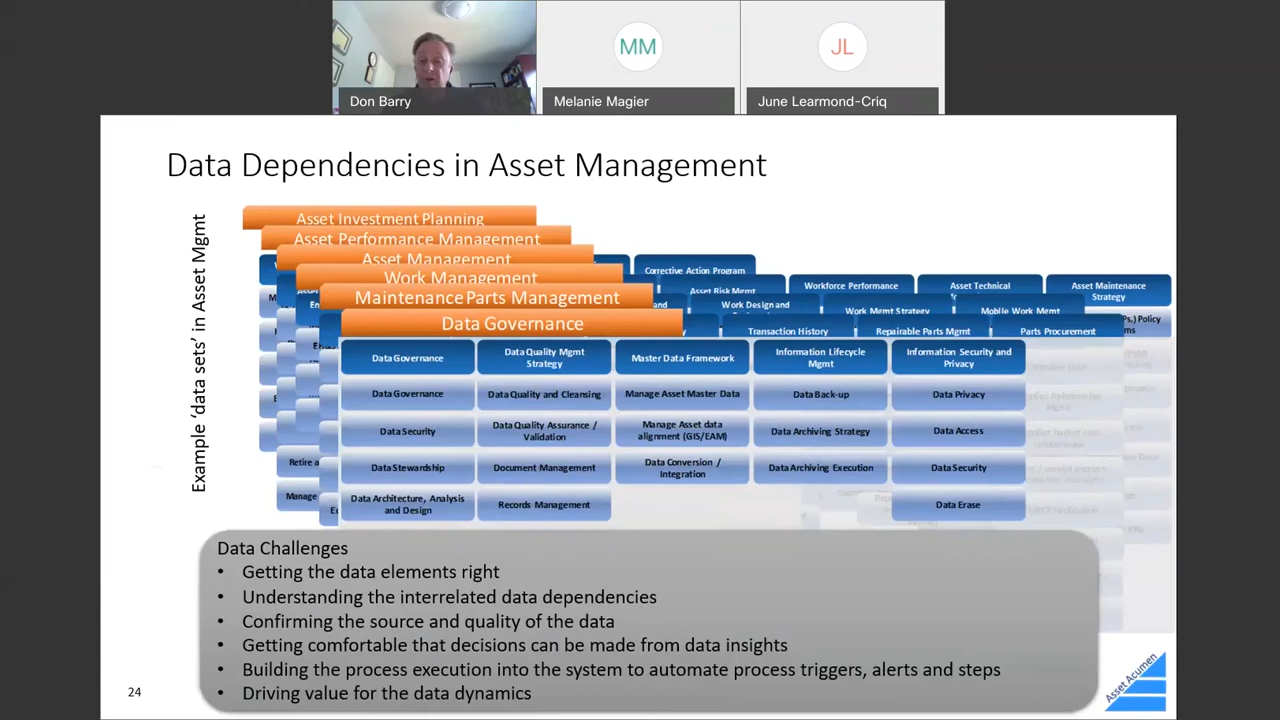 MM
JL
Don Barry
Melanie Magier
June Learmond-Criq
Data Dependencies in Asset Management
Example 'data sets' in Asset Mgmt
Asset Investment Planning
Asset Performance Management
Asset Management
Work Management
Maintenance Parts Management
Data Governance
Corrective Action Program
Asset Risk Mgmt
Workforce Performance
Asset Technical
Asset Maintenance
Strategy
Work Design and
Work Mgmt Strategy
Mobile Work Mgmt
Transaction History
Repairable Parts Mgmt
Parts Procurement
Policy
Data Governance
Data Quality Mgmt
Strategy
Master Data Framework
Information Lifecycle
Mgmt
Information Security and
Privacy
Data Governance
Data Quality and Cleansing
Manage Asset Master Data
Data Back-up
Data Privacy
Data Security
Data Quality Assurance /
Validation
Manage Asset data
alignment (GIS/EAM)
Data Archiving Strategy
Data Access
Retire a
Data Stewardship
Document Management
Data Conversion /
Integration
Data Archiving Execution
Data Security
Manage
Data Architecture, Analysis
and Design
Records Management
Data Erase
Data Challenges
• Getting the data elements right
• Understanding the interrelated data dependencies
• Confirming the source and quality of the data
• Getting comfortable that decisions can be made from data insights
• Building the process execution into the system to automate process triggers, alerts and steps
• Driving value for the data dynamics
24
Asset Acumen